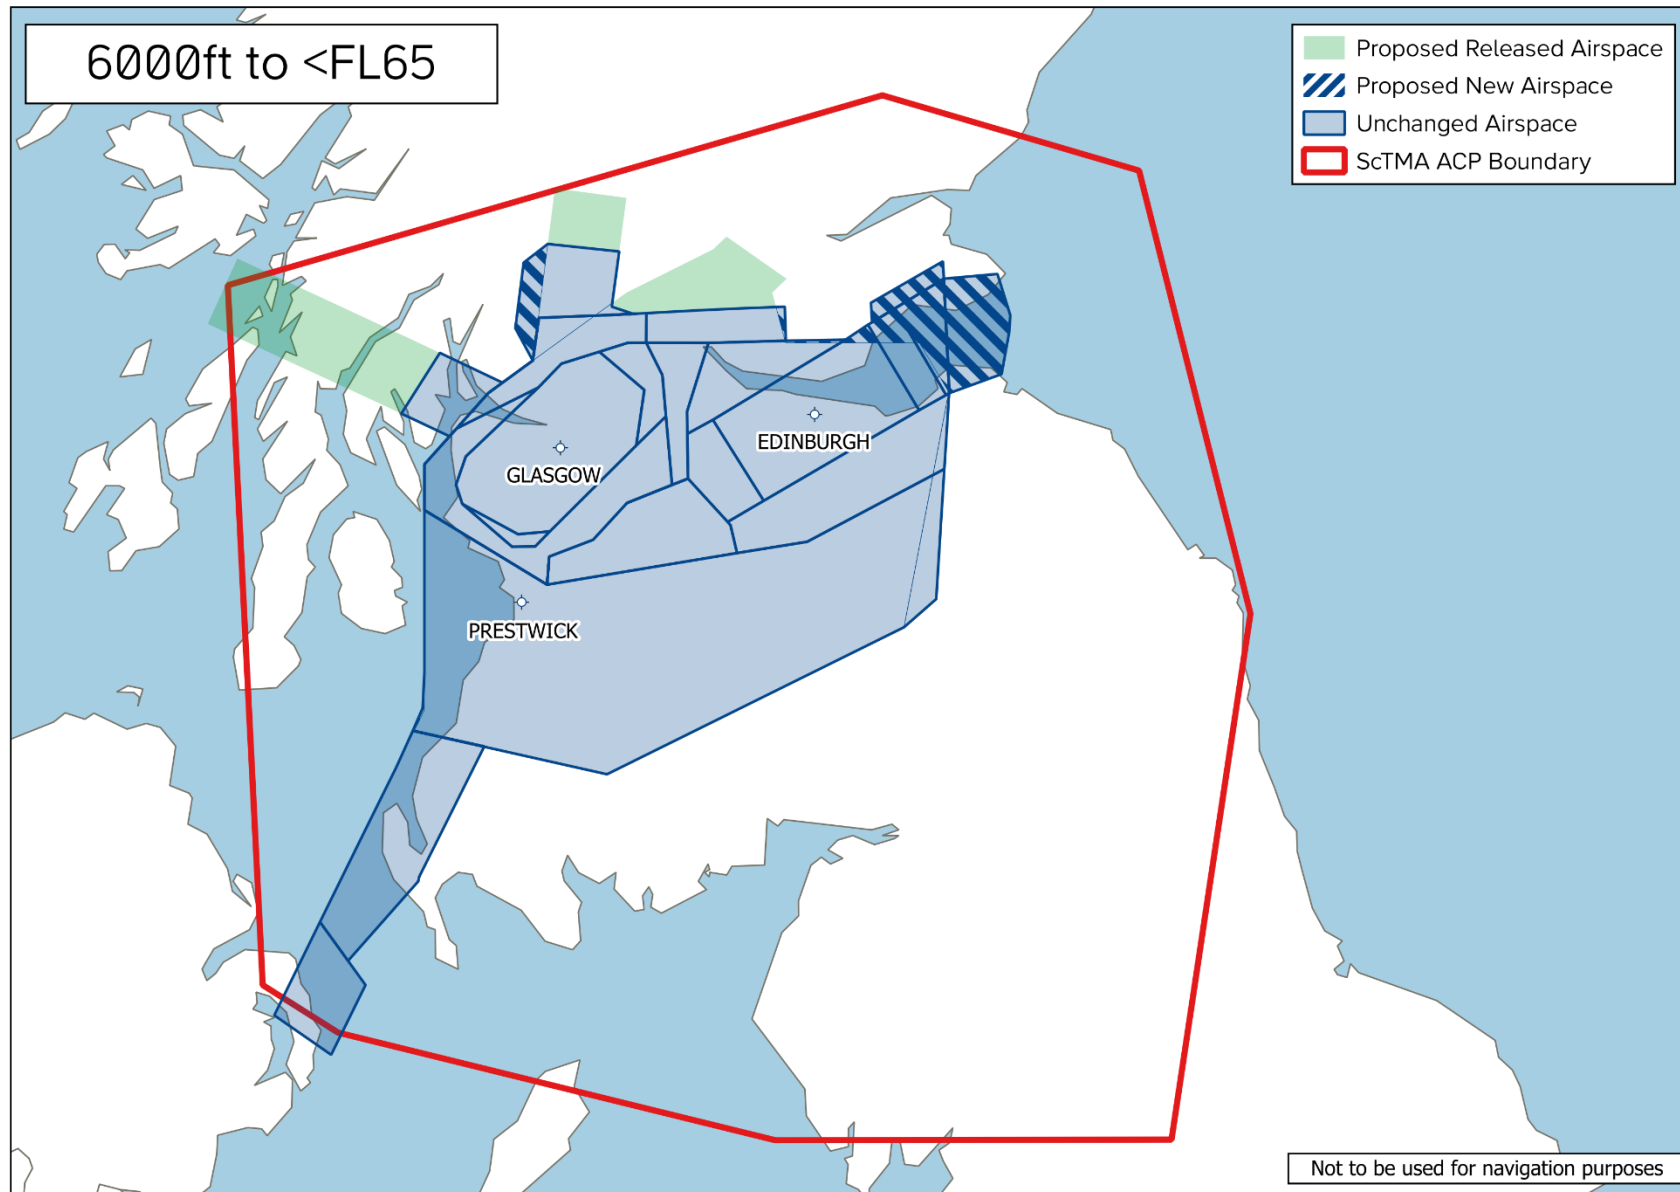 6000ft to <FL65
Proposed Released Airspace
Proposed New Airspace
Unchanged Airspace
ScTMA ACP Boundary
EDINBURGH
GLASGOW
PRESTWICK
Not to be used for navigation purposes